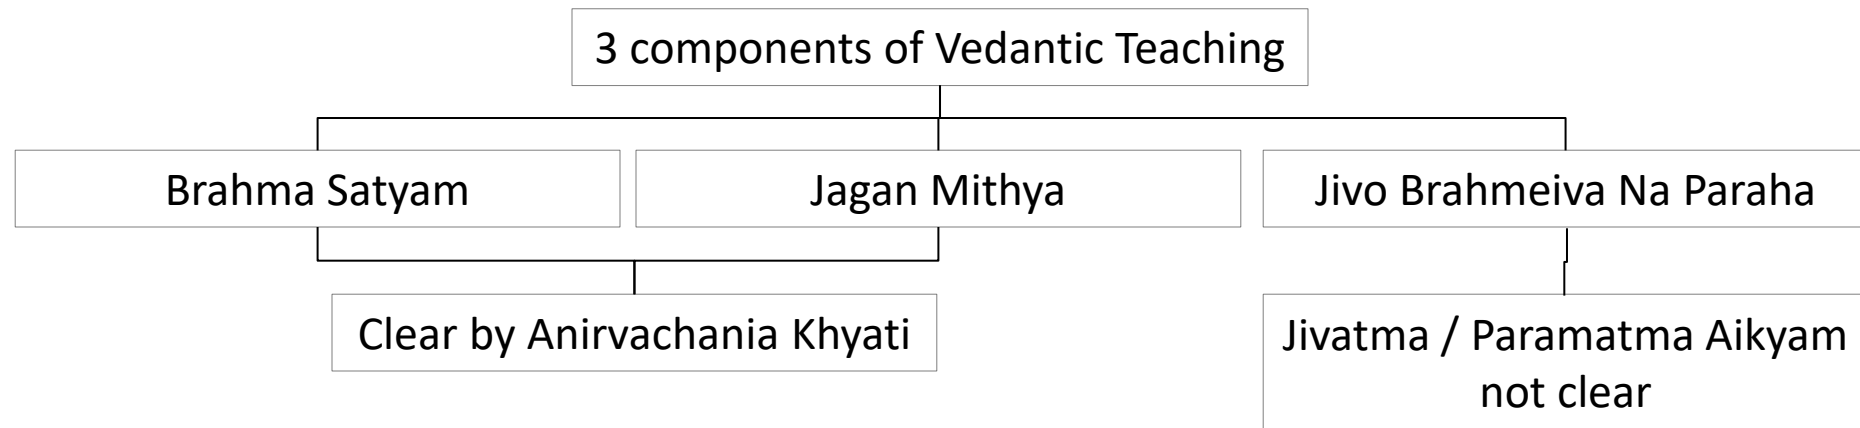 3 components of Vedantic Teaching
Brahma Satyam
Jagan Mithya
Jivo Brahmeiva Na Paraha
Clear by Anirvachania Khyati
Jivatma / Paramatma Aikyam
not clear